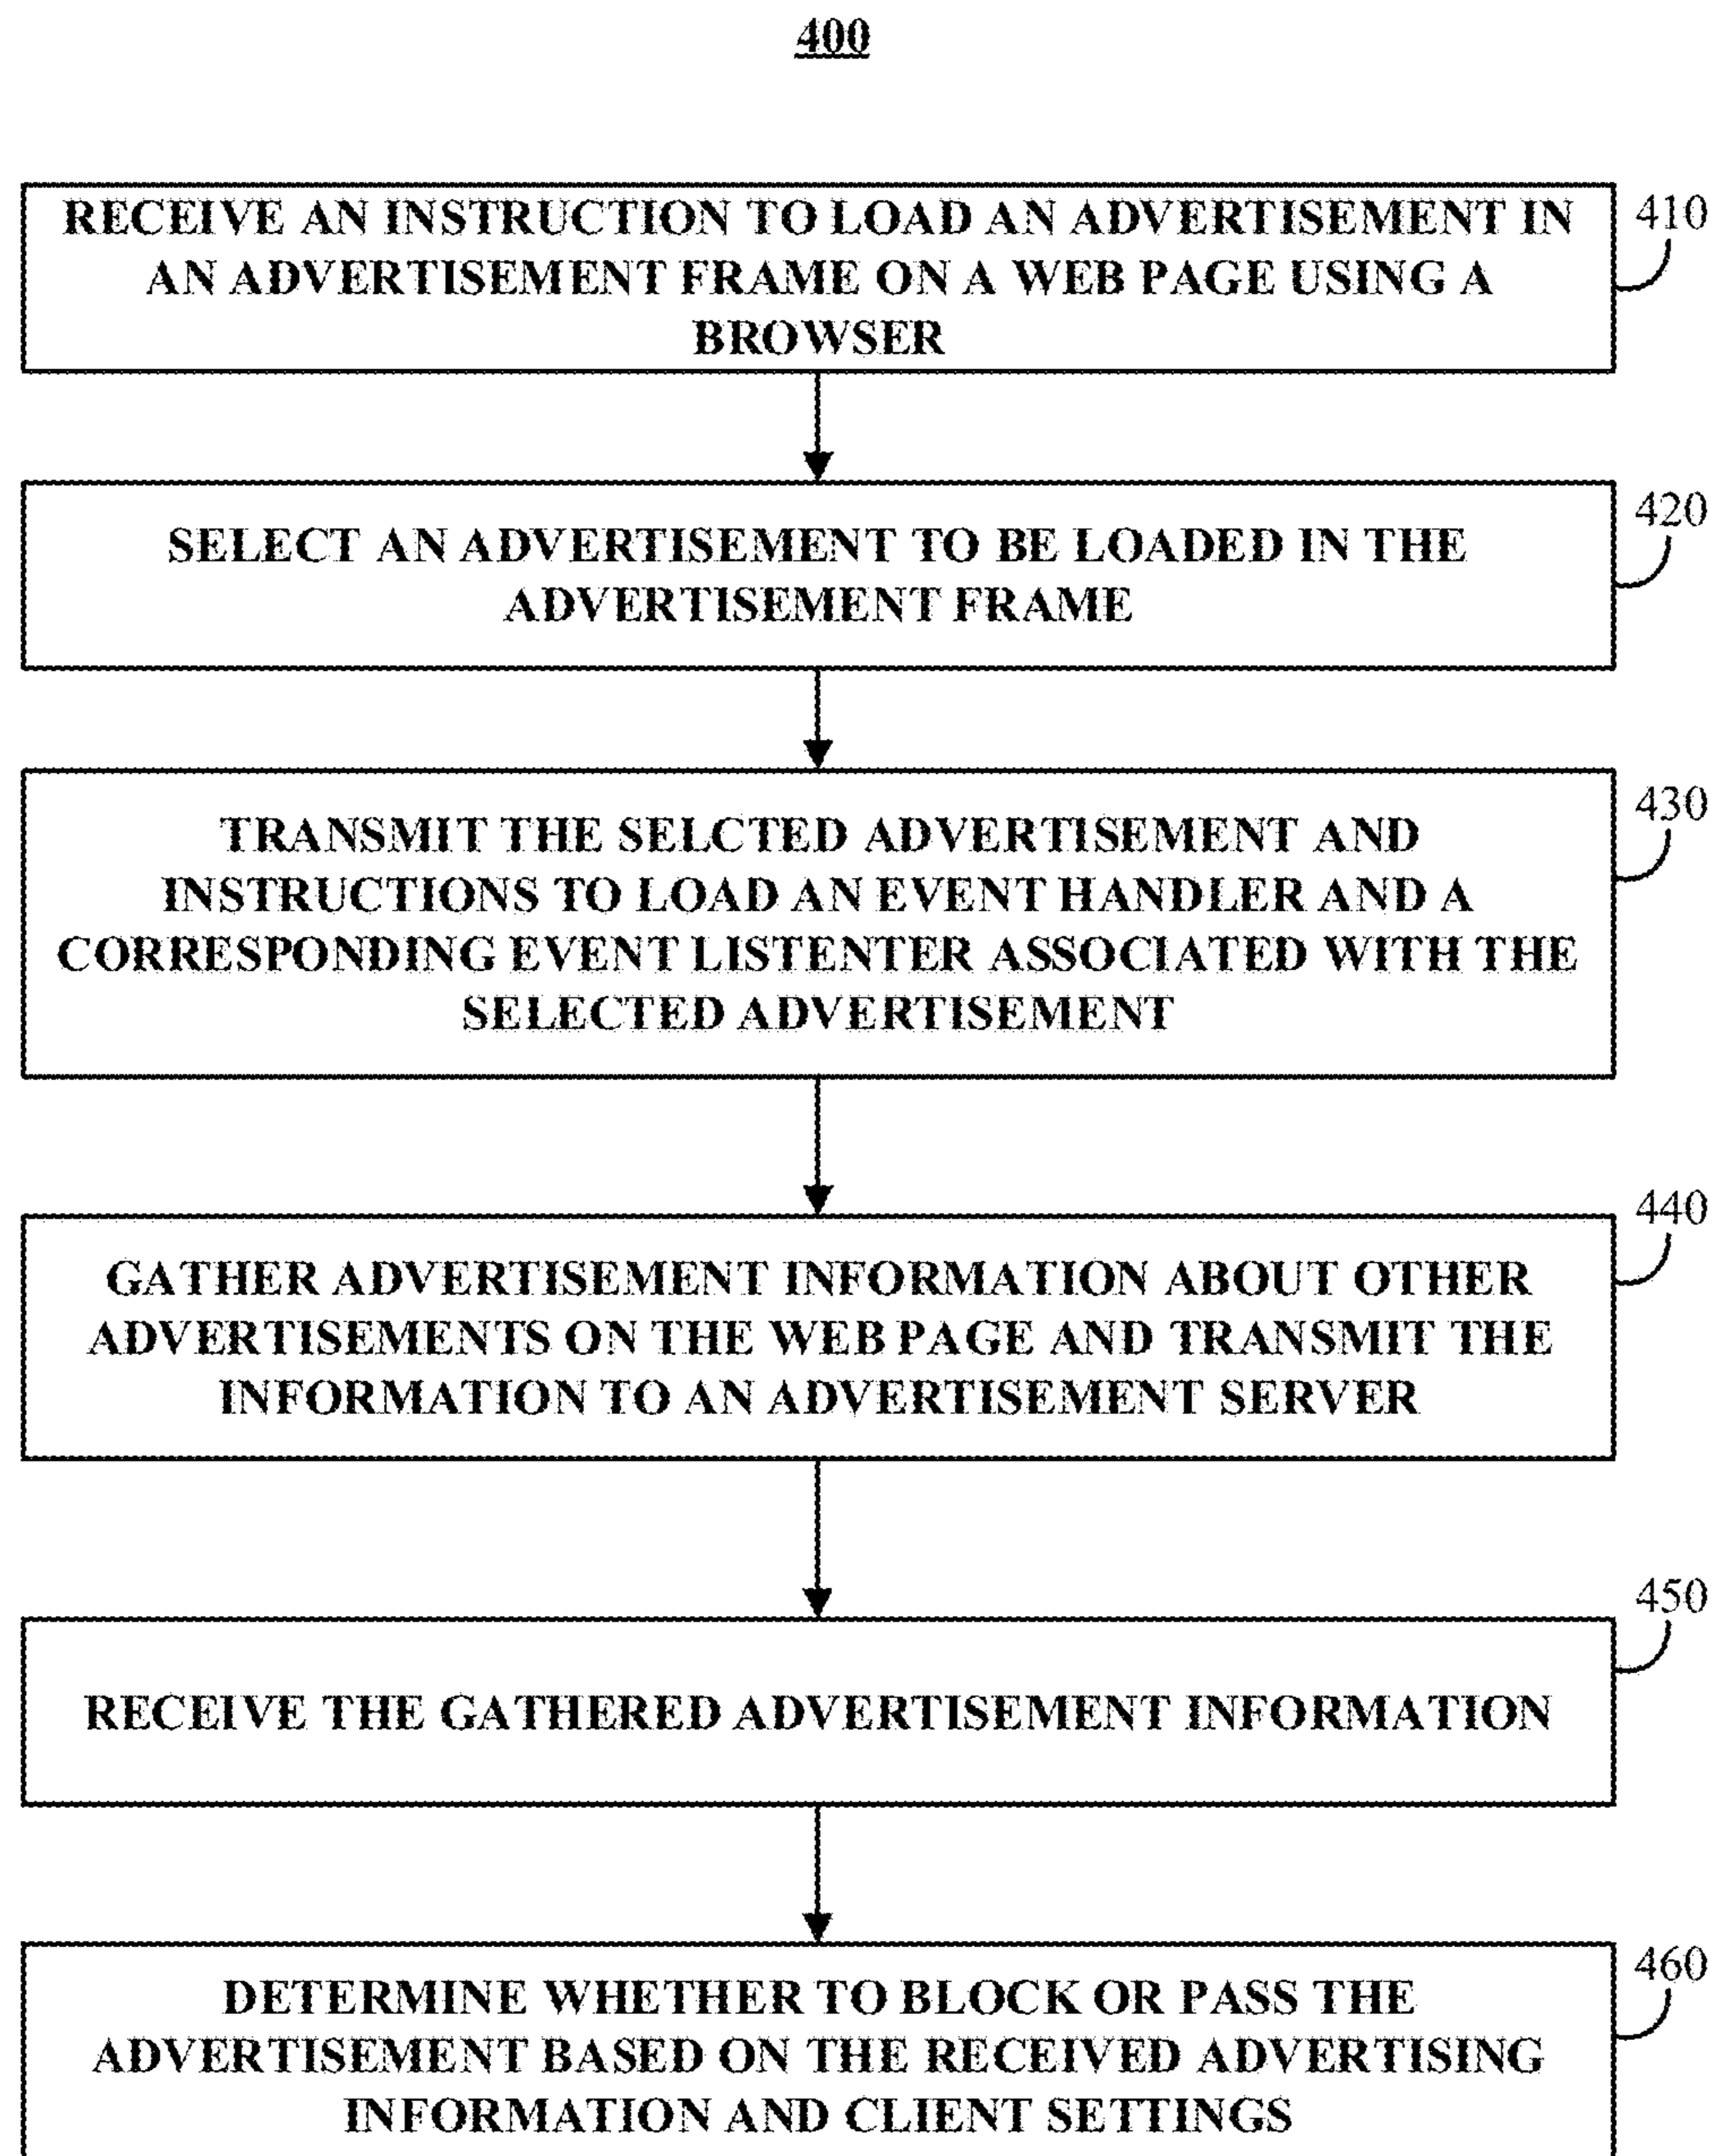 400
RECEIVE AN INSTRUCTION TO LOAD AN ADVERTISEMENT IN
AN ADVERTISEMENT FRAME ON A WEB PAGE USING A
BROWSER
410
SELECT AN ADVERTISEMENT TO BE LOADED IN THE
ADVERTISEMENT FRAME
420
TRANSMIT THE SELCTED ADVERTISEMENT AND
INSTRUCTIONS TO LOAD AN EVENT HANDLER AND A
CORRESPONDING EVENT LISTENTER ASSOCIATED WITH THE
SELECTED ADVERTISEMENT
430
GATHER ADVERTISEMENT INFORMATION ABOUT OTHER
ADVERTISEMENTS ON THE WEB PAGE AND TRANSMIT THE
INFORMATION TO AN ADVERTISEMENT SERVER
440
RECEIVE THE GATHERED ADVERTISEMENT INFORMATION
450
DETERMINE WHETHER TO BLOCK OR PASS THE
ADVERTISEMENT BASED ON THE RECEIVED ADVERTISING
INFORMATION AND CLIENT SETTINGS
460